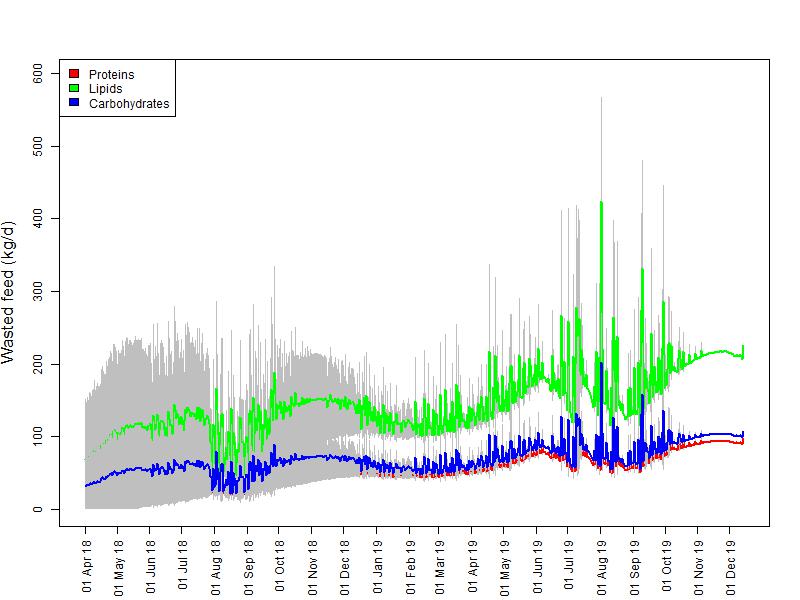 Proteins
Lipids
Carbohydrates
Wasted feed (kg/d)
600
500
400
300
200
100
0
01 Apr 18
01 May 18
01 Jun 18
01 Jul 18
01 Aug 18
01 Sep 18
01 Oct 18
01 Nov 18
01 Dec 18
01 Jan 19
01 Feb 19
01 Mar 19
01 Apr 19
01 May 19
01 Jun 19
01 Jul 19
01 Aug 19
01 Sep 19
01 Oct 19
01 Nov 19
01 Dec 19